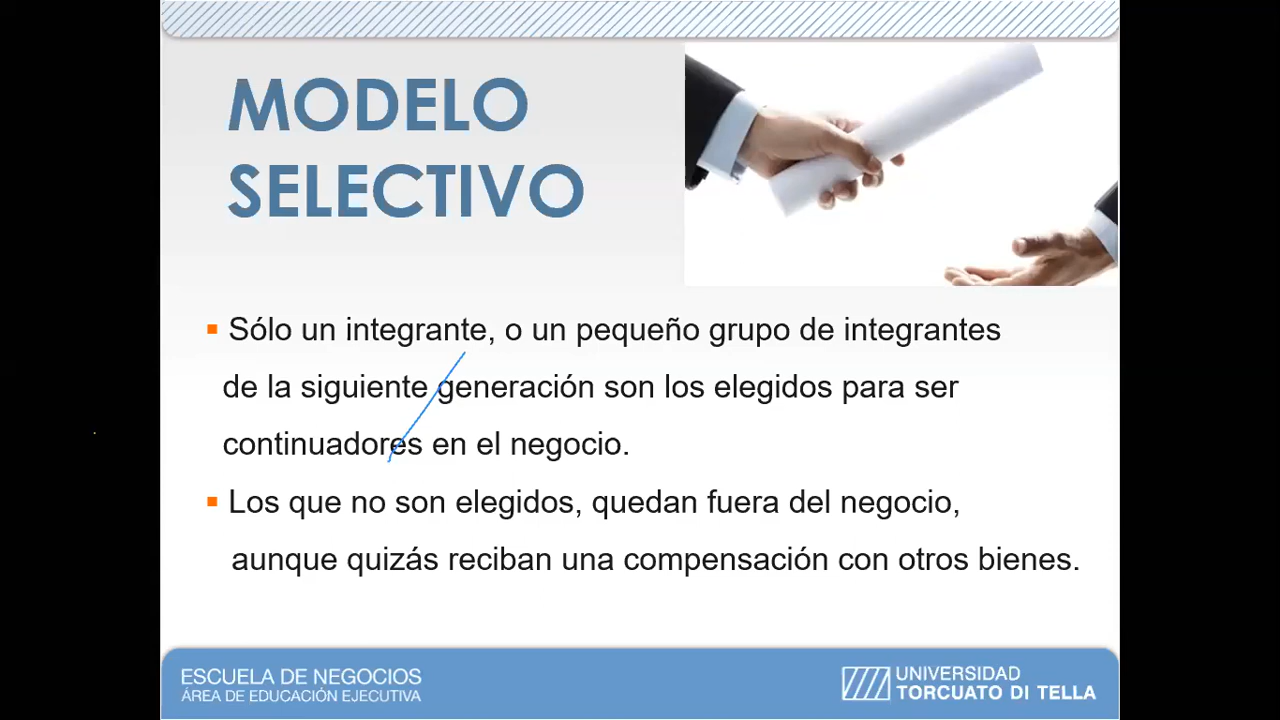 MODELO
SELECTIVO
Sólo un integrante, o un pequeño grupo de integrantes
de la siguiente generación son los elegidos para ser
continuadores en el negocio.
Los que no son elegidos, quedan fuera del negocio,
aunque quizás reciban una compensación con otros bienes.
ESCUELA DE NEGOCIOS
ÁREA DE EDUCACIÓN EJECUTIVA
UNIVERSIDAD
TORCUATO DI TELLA